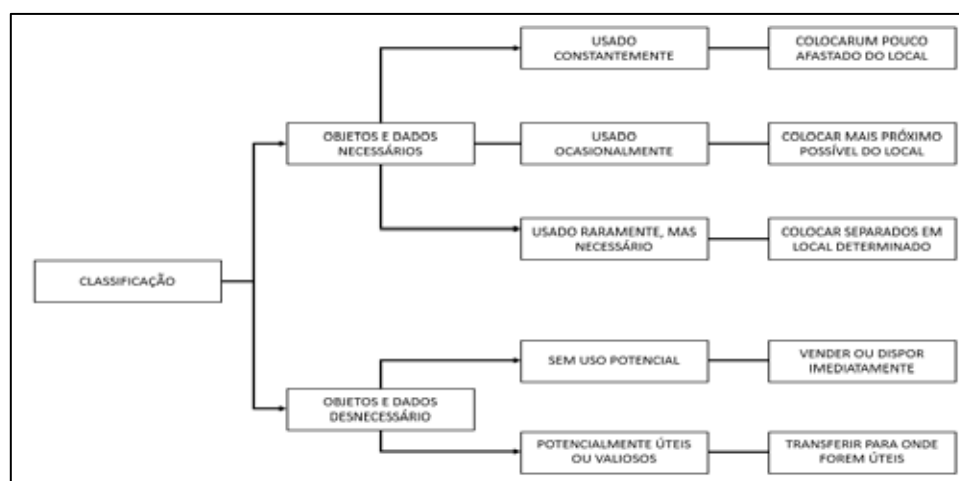 USADO
CONSTANTEMENTE
COLOCARUM POUCO
AFASTADO DO LOCAL
OBJETOS E DADOS
NECESSÁRIOS
USADO
OCASIONALMENTE
COLOCAR MAIS PRÓXIMO
POSSÍVEL DO LOCAL
USADO RARAMENTE, MAS
NECESSÁRIO
COLOCAR SEPARADOS EM
LOCAL DETERMINADO
CLASSIFICAÇÃO
SEM USO POTENCIAL
VENDER OU DISPOR
IMEDIATAMENTE
OBJETOS E DADOS
DESNECESSÁRIO
POTENCIALMENTE ÚTEIS
OU VALIOSOS
TRANSFERIR PARA ONDE
FOREM ÚTEIS